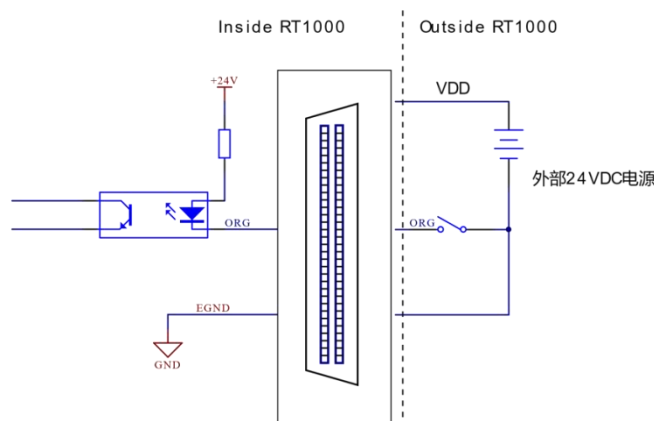 Inside RT1000
Outside RT1000
+24V
VDD
外部24VDC电源
ORG
ORG
EGND
GND